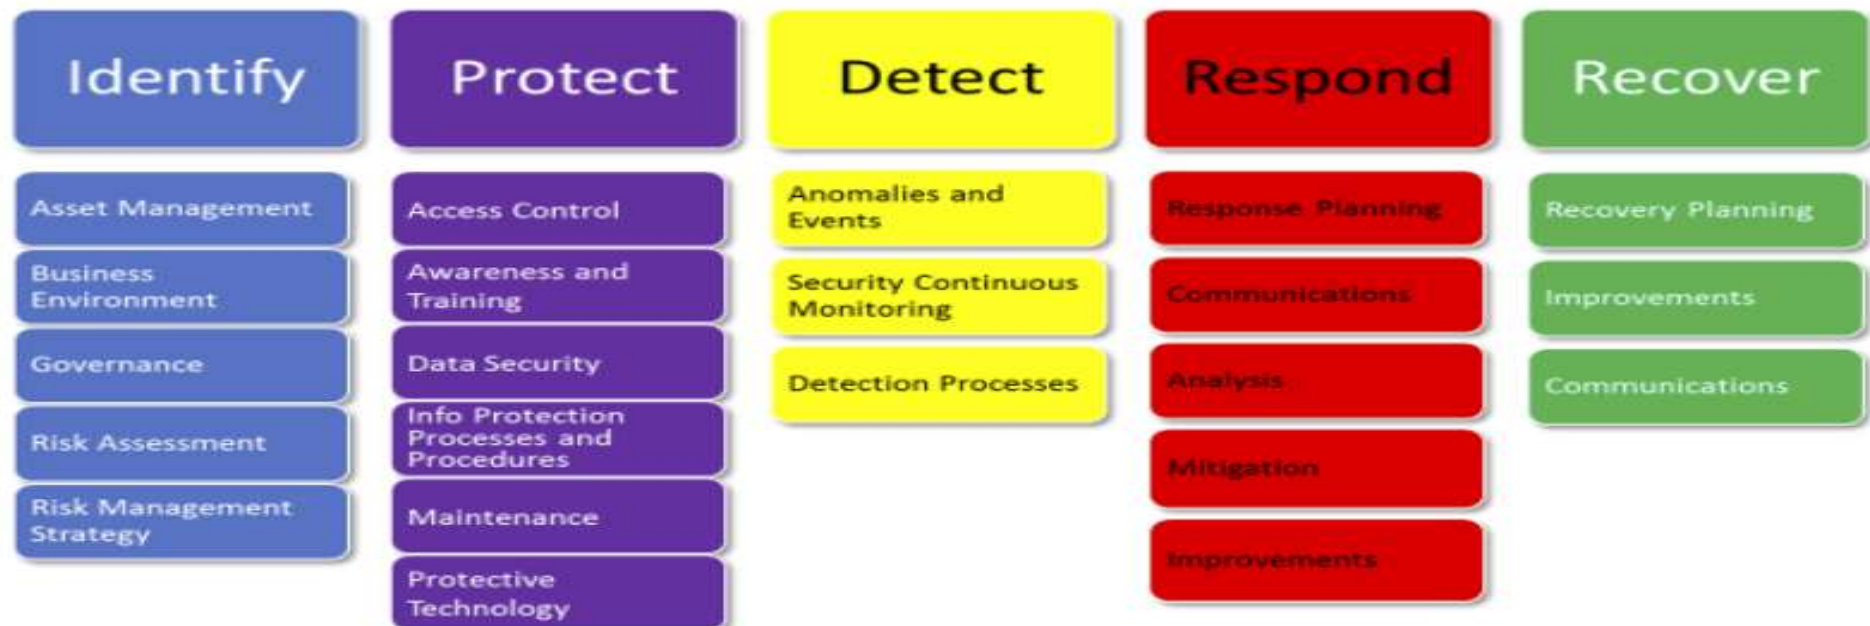 Identify
Asset Management
Business
Environment
Governance
Risk Assessment
Risk Management
Strategy
Protect
Access Control
Awareness and
Training
Data Security
Info Protection
Processes and
Procedures
Maintenance
Protective
Technology
Detect
Anomalies and
Events
Security Continuous
Monitoring
Detection Processes
Respond
Response Planning
Communications
Analysis
Mitigation
Improvements
Recover
Recovery Planning
Improvements
Communications